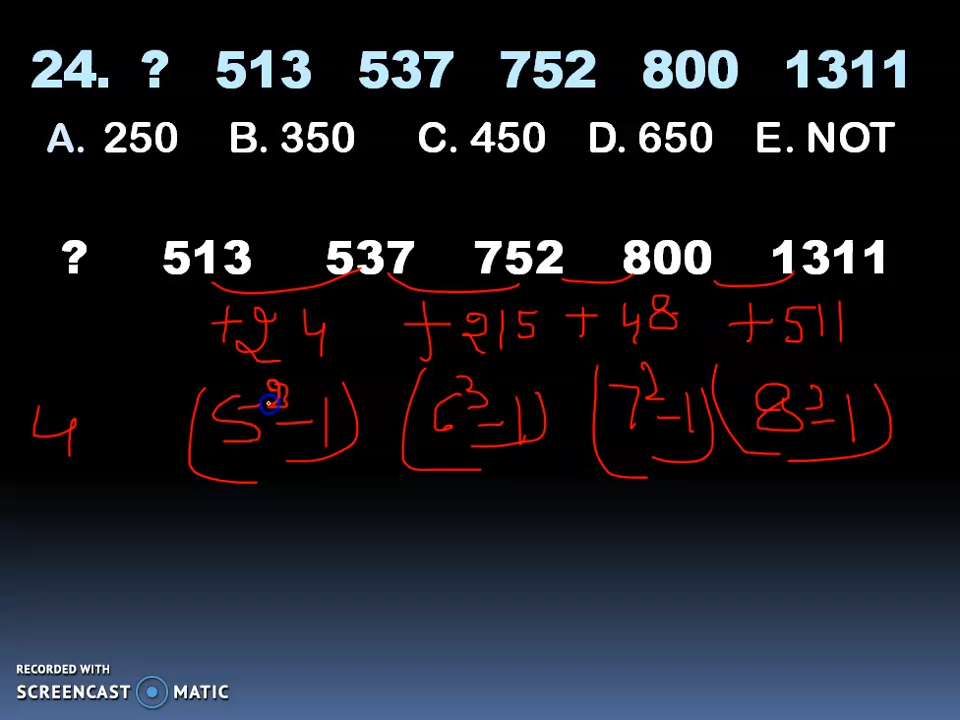 24. ? 513 537 752 800 1311
A. 250 B. 350 C. 450 D. 650 E. NOT
? 513 537 752 800 1311
+24 +215 +48 +511
4 (5²-1) (6³-1) (7²-1) (8³-1)
RECORDED WITH
SCREENCAST MATIC